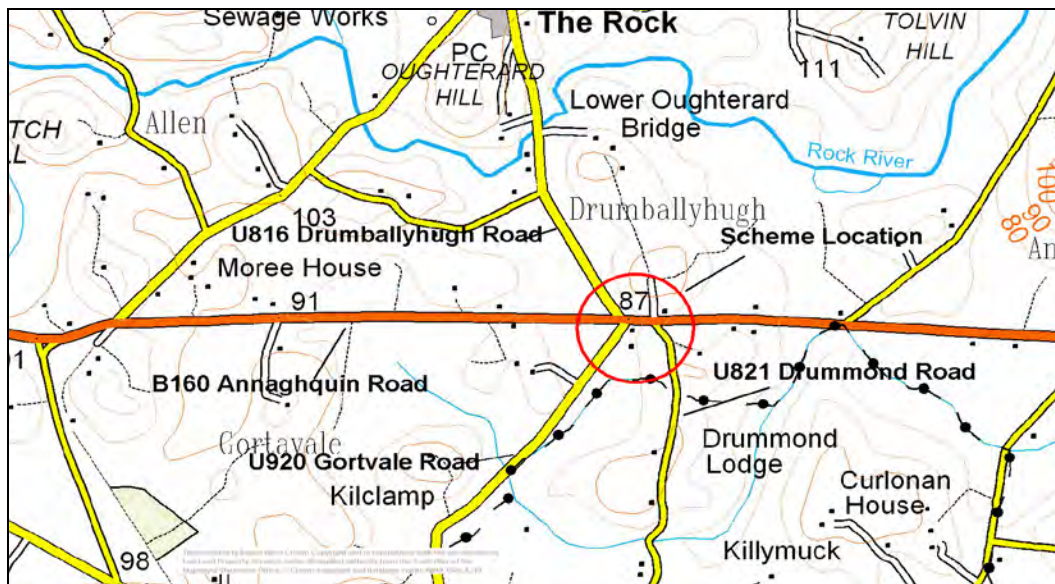 Sewage Works
The Rock
TOLVIN
HILL
PC
OUGHTERARD
HILL
111
Lower Oughterard
Bridge
Allen
Rock River
100
90
80
Drumballyhugh
103
U816 Drumballyhugh Road
Scheme Location
An
Moree House
91
87
B160 Annaghquin Road
U821 Drummond Road
Gortavale
U920 Gortvale Road
Drummond
Lodge
Kilclamp
Curlonan
House
98
Killymuck